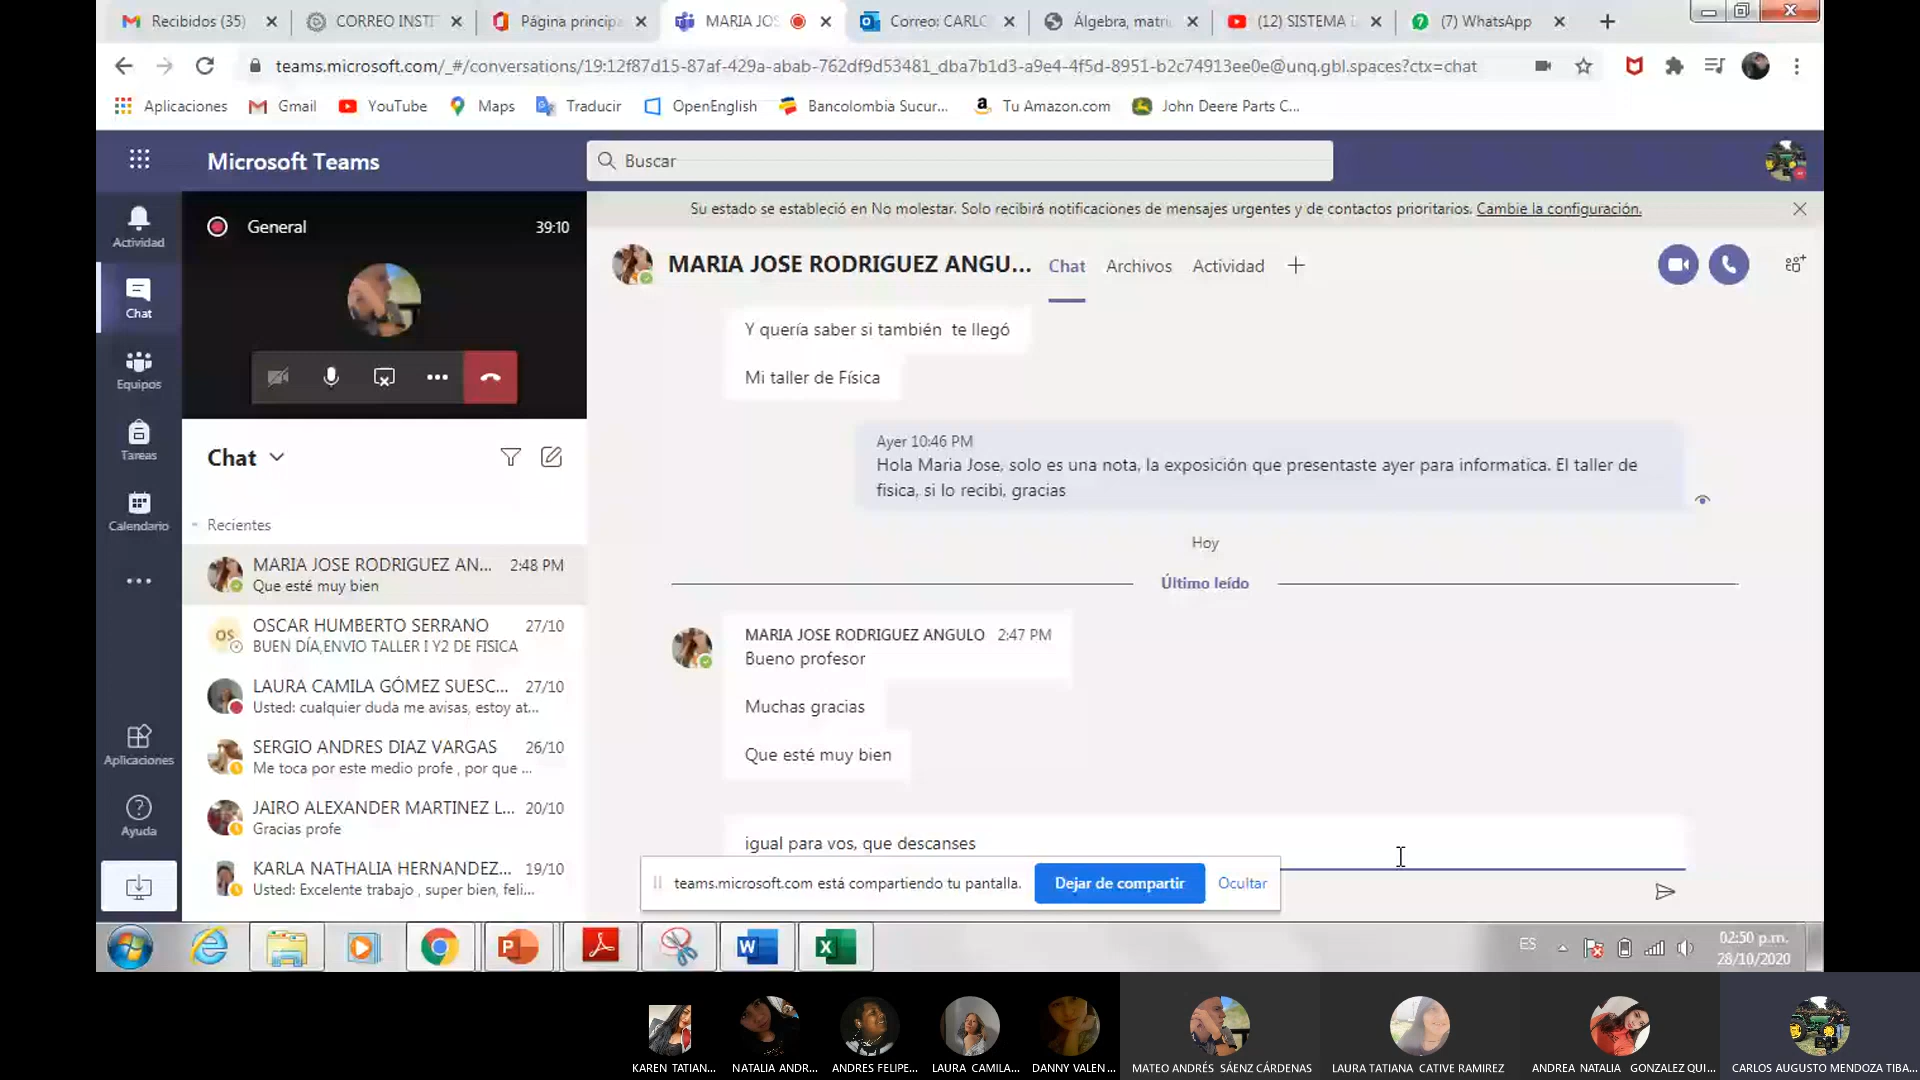 Recibidos (35)
CORREO INSTI
Página principa
MARIA JOS
Correo: CARLO
Álgebra, matri
(12) SISTEMA
(7) WhatsApp
teams.microsoft.com/_#/conversations/19:12f87d15-87af-429a-abab-762df9d53481_dba7b1d3-a9e4-4f5d-8951-b2c74913ee0e@unq.gbl.spaces?ctx=chat
Aplicaciones
Gmail
YouTube
Maps
Traducir
OpenEnglish
Bancolombia Sucur...
Tu Amazon.com
John Deere Parts C...
Microsoft Teams
Buscar
Su estado se estableció en No molestar. Solo recibirá notificaciones de mensajes urgentes y de contactos prioritarios. Cambie la configuración.
Actividad
Chat
Equipos
Tareas
Calendario
Aplicaciones
Ayuda
General
39:10
Chat
Recientes
MARIA JOSE RODRIGUEZ AN... 2:48 PM
Que esté muy bien
OS
OSCAR HUMBERTO SERRANO 27/10
BUEN DÍA,ENVIO TALLER I Y2 DE FISICA
LAURA CAMILA GÓMEZ SUESC... 27/10
Usted: cualquier duda me avisas, estoy at...
SERGIO ANDRES DIAZ VARGAS 26/10
Me toca por este medio profe , por que ...
JAIRO ALEXANDER MARTINEZ L... 20/10
Gracias profe
KARLA NATHALIA HERNANDEZ... 19/10
Usted: Excelente trabajo , super bien, feli...
MARIA JOSE RODRIGUEZ ANGU...
Chat
Archivos
Actividad
Y quería saber si también te llegó
Mi taller de Física
Ayer 10:46 PM
Hola Maria Jose, solo es una nota, la exposición que presentaste ayer para informatica. El taller de
fisica, si lo recibi, gracias
Hoy
Último leído
MARIA JOSE RODRIGUEZ ANGULO 2:47 PM
Bueno profesor
Muchas gracias
Que esté muy bien
igual para vos, que descanses
teams.microsoft.com está compartiendo tu pantalla.
Dejar de compartir
Ocultar
ES
02:50 p.m.
28/10/2020
KAREN TATIAN...
NATALIA ANDR...
ANDRES FELIPE...
LAURA CAMILA...
DANNY VALEN...
MATEO ANDRÉS SÁENZ CÁRDENAS
LAURA TATIANA CATIVE RAMIREZ
ANDREA NATALIA GONZALEZ QUI...
CARLOS AUGUSTO MENDOZA TIBA...